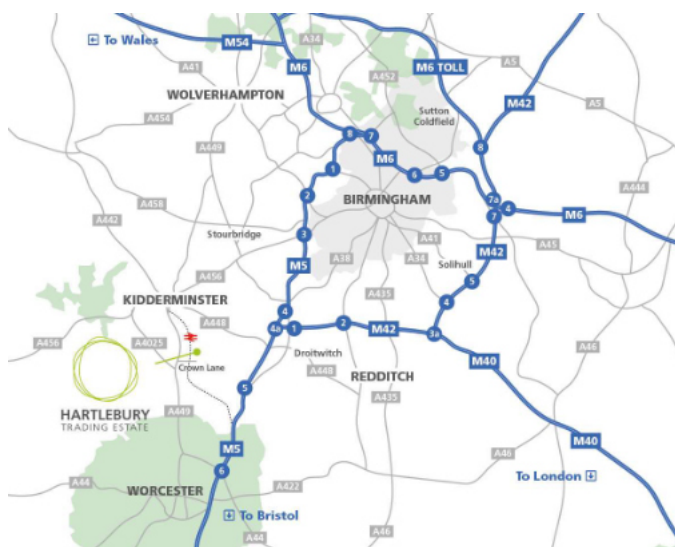 To Wales
M54
A34
M6
M6 TOLL
A41
A452
A5
WOLVERHAMPTON
M42
Sutton
Coldfield
A5
A454
8
7
A449
M6
8
1
6
5
A444
2
7a
4
BIRMINGHAM
A458
7
M6
A442
Stourbridge
3
A41
A45
M42
A38
A34
M5
Solihull
A456
5
KIDDERMINSTER
A435
4
4
A448
4a
1
2
M42
3a
A456
A4025
Droitwitch
A46
Crown Lane
M40
A448
REDDITCH
5
A435
HARTLEBURY
TRADING ESTATE
A449
M40
M5
A46
6
To London
A44
A422
WORCESTER
To Bristol
A46
A44